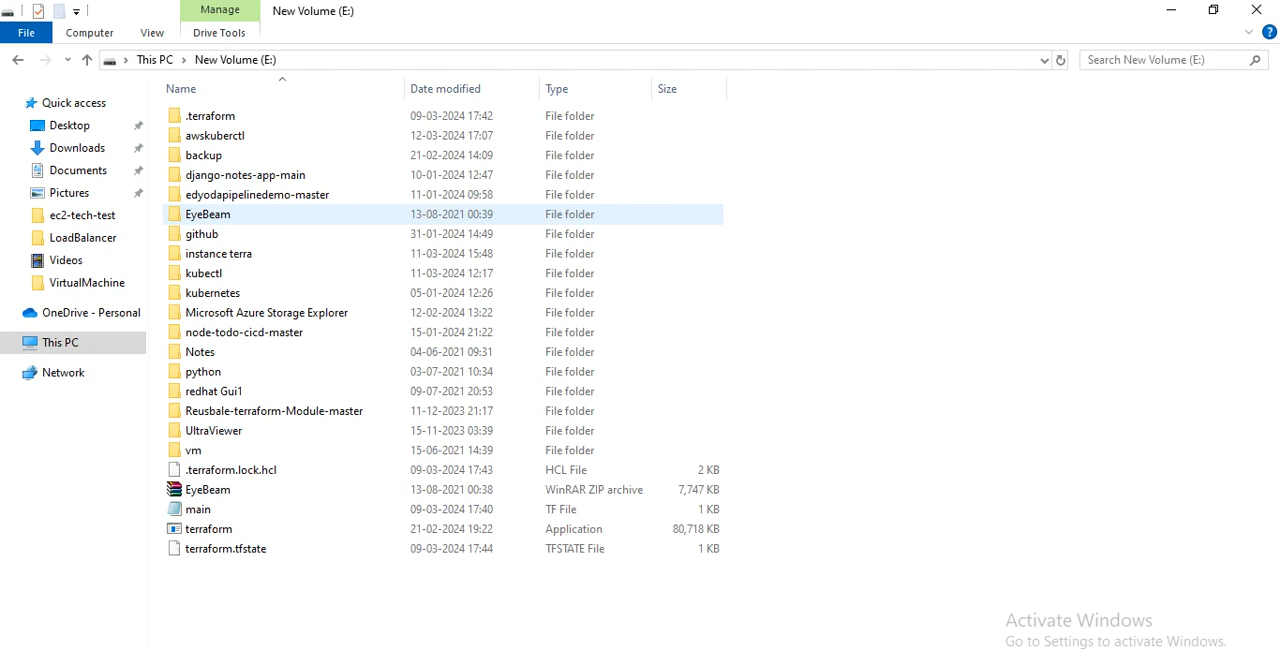 Manage New Volume (E:)
File Computer View Drive Tools
This PC > New Volume (E:) Search New Volume (E:)
Name Date modified Type Size
Quick access
Desktop
Downloads
Documents
Pictures
ec2-tech-test
LoadBalancer
Videos
VirtualMachine
OneDrive - Personal
This PC
Network
.terraform 09-03-2024 17:42 File folder
awskuberctl 12-03-2024 17:07 File folder
backup 21-02-2024 14:09 File folder
django-notes-app-main 10-01-2024 12:47 File folder
edyodapipelinedemo-master 11-01-2024 09:58 File folder
EyeBeam 13-08-2021 00:39 File folder
github 31-01-2024 14:49 File folder
instance terra 11-03-2024 15:48 File folder
kubectl 11-03-2024 12:17 File folder
kubernetes 05-01-2024 12:26 File folder
Microsoft Azure Storage Explorer 12-02-2024 13:22 File folder
node-todo-cicd-master 15-01-2024 21:22 File folder
Notes 04-06-2021 09:31 File folder
python 03-07-2021 10:34 File folder
redhat Gui1 09-07-2021 20:53 File folder
Reusbale-terraform-Module-master 11-12-2023 21:17 File folder
UltraViewer 15-11-2023 03:39 File folder
vm 15-06-2021 14:39 File folder
.terraform.lock.hcl 09-03-2024 17:43 HCL File 2 KB
EyeBeam 13-08-2021 00:38 WinRAR ZIP archive 7,747 KB
main 09-03-2024 17:40 TF File 1 KB
terraform 21-02-2024 19:22 Application 80,718 KB
terraform.tfstate 09-03-2024 17:44 TFSTATE File 1 KB
Activate Windows
Go to Settings to activate Windows.